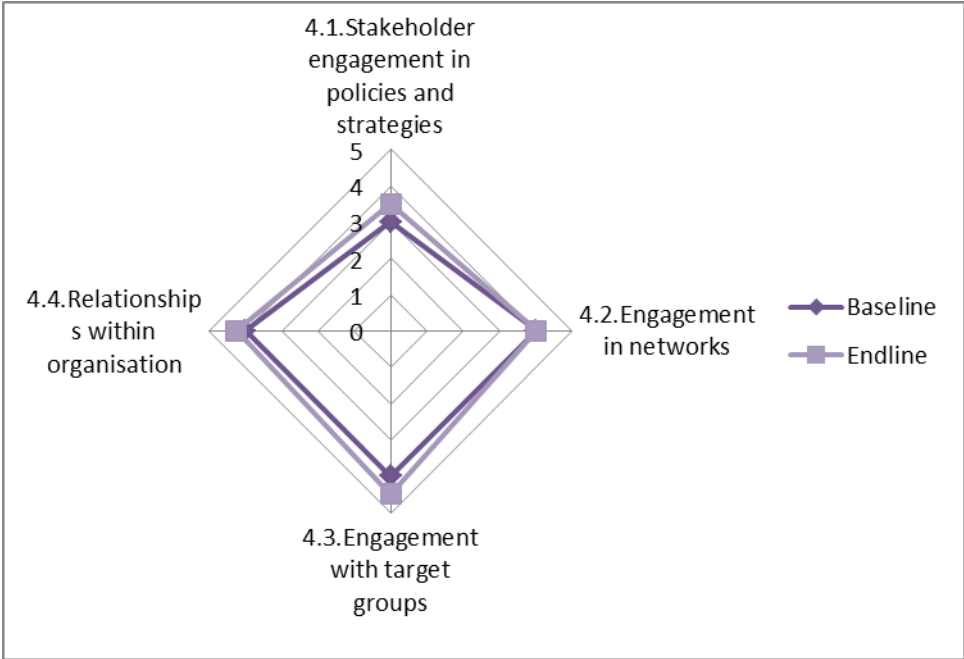 4.1.Stakeholder
engagement in
policies and
strategies
5
4
3
2
1
0
4.4.Relationship
s within
organisation
4.2.Engagement
in networks
Baseline
Endline
4.3.Engagement
with target
groups